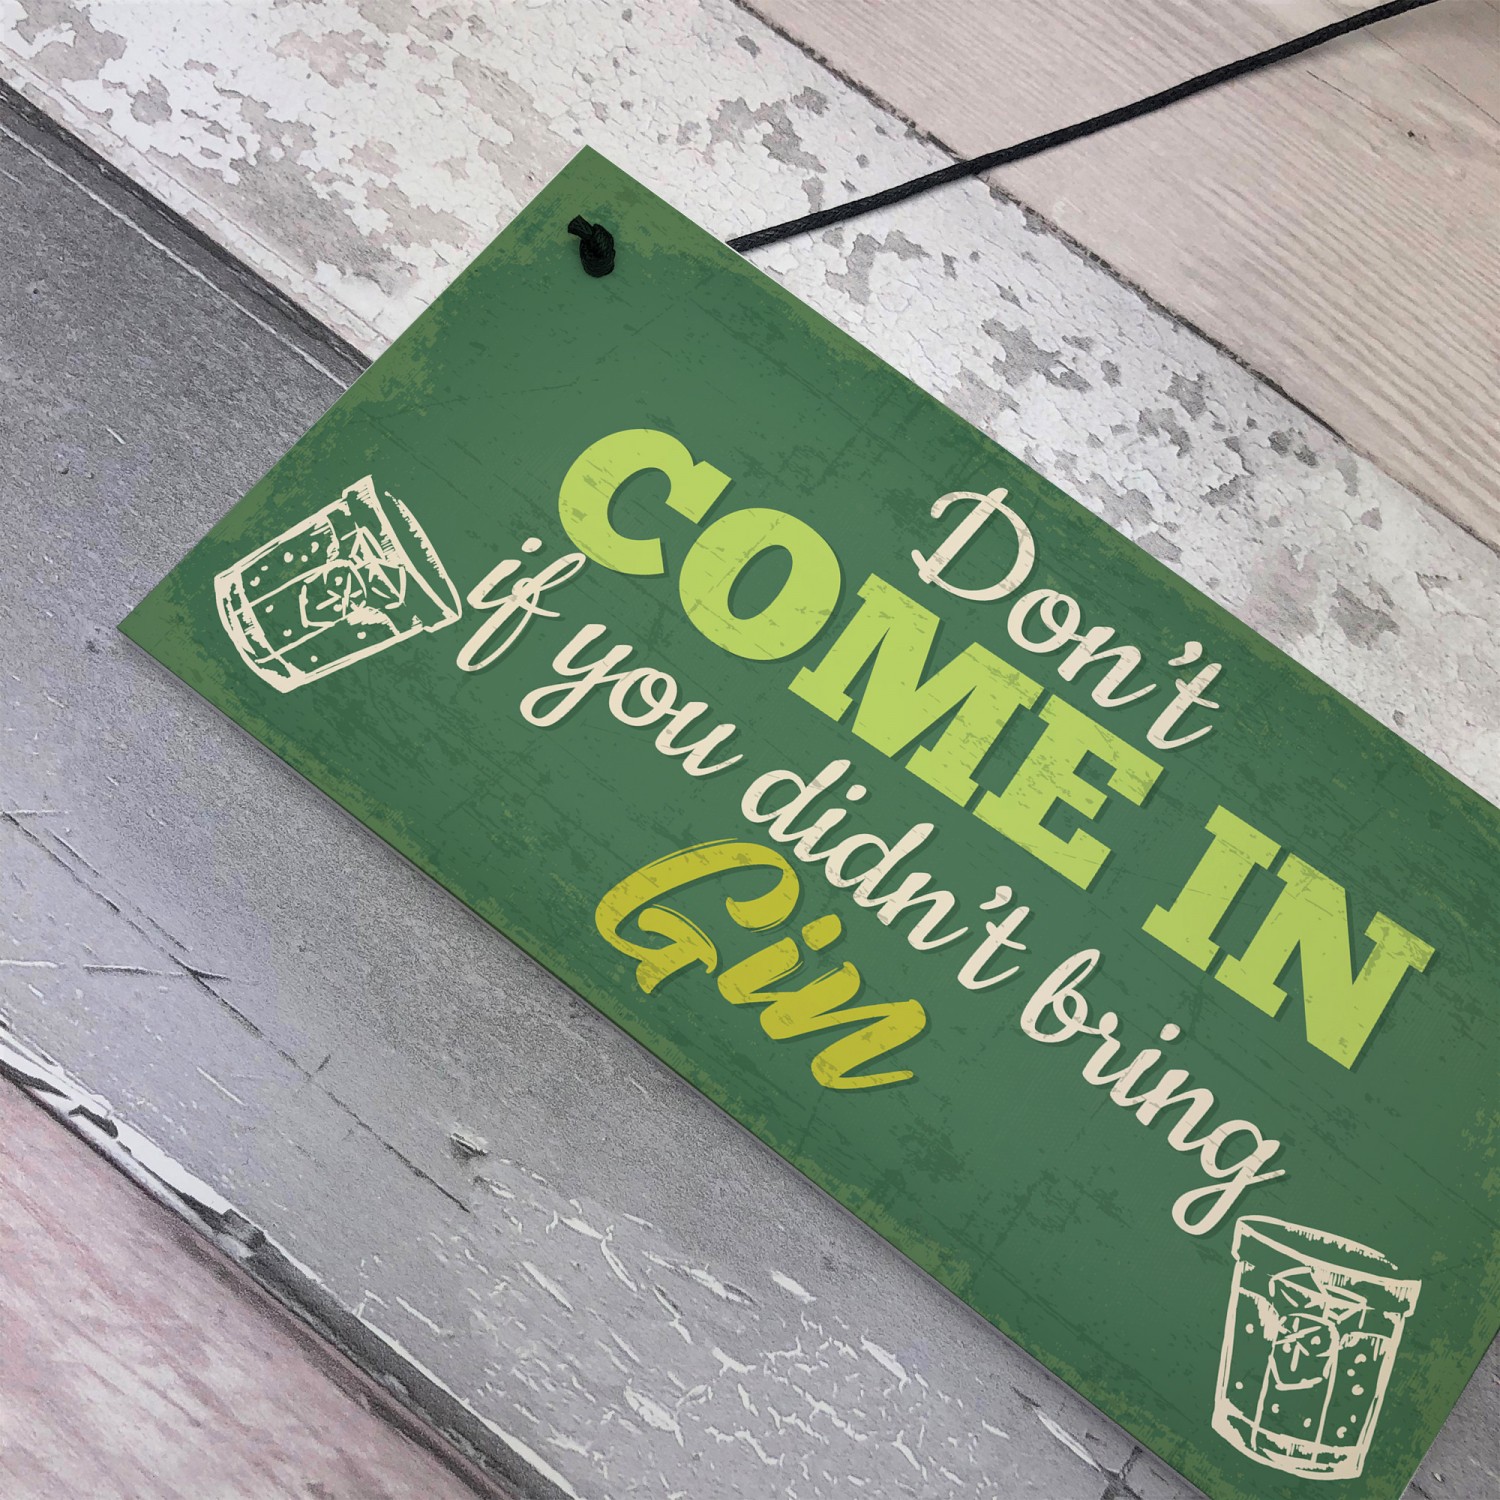 Don't
COME IN
if you didn't bring
Gin